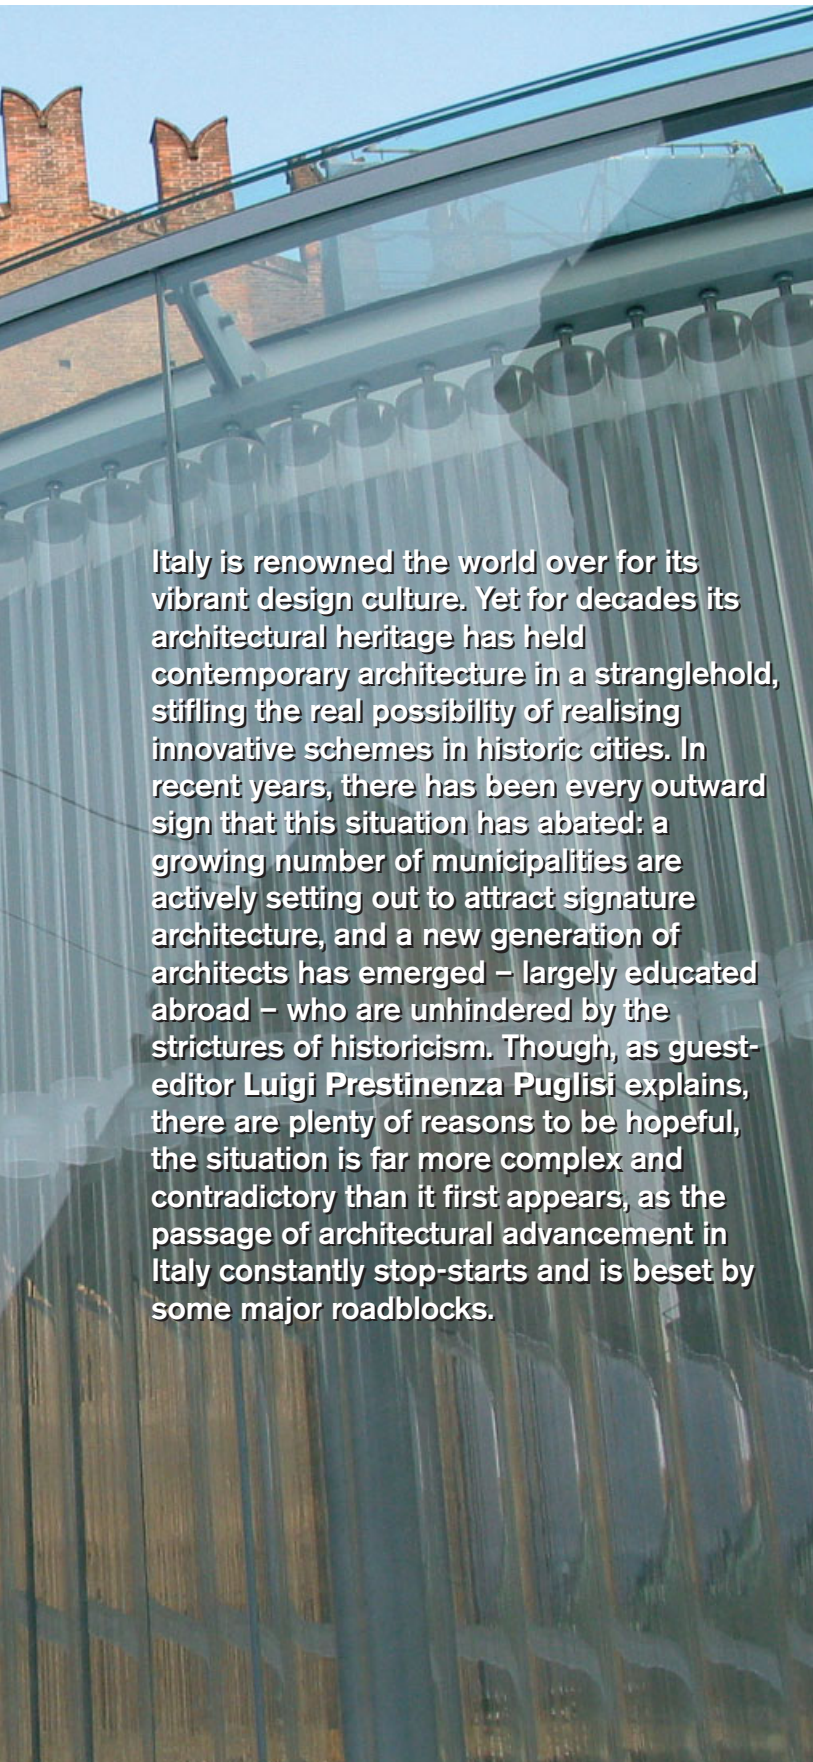 Italy is renowned the world over for its
vibrant design culture. Yet for decades its
architectural heritage has held
contemporary architecture in a stranglehold,
stifling the real possibility of realising
innovative schemes in historic cities. In
recent years, there has been every outward
sign that this situation has abated: a
growing number of municipalities are
actively setting out to attract signature
architecture, and a new generation of
architects has emerged – largely educated
abroad – who are unhindered by the
strictures of historicism. Though, as guest-
editor Luigi Prestinenza Puglisi explains,
there are plenty of reasons to be hopeful,
the situation is far more complex and
contradictory than it first appears, as the
passage of architectural advancement in
Italy constantly stop-starts and is beset by
some major roadblocks.